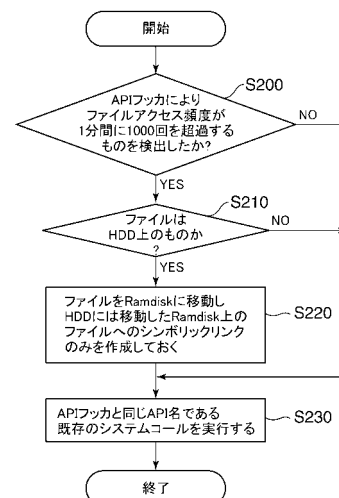 開始
S200
APIフッカにより
ファイルアクセス頻度が
1分間に1000回を超過する
ものを検出したか?
NO
YES
S210
ファイルは
HDD上のものか
?
NO
YES
ファイルをRamdiskに移動し
HDDには移動したRamdisk上の
ファイルへのシンボリックリンク
のみを作成しておく
S220
APIフッカと同じAPI名である
既存のシステムコールを実行する
S230
終了